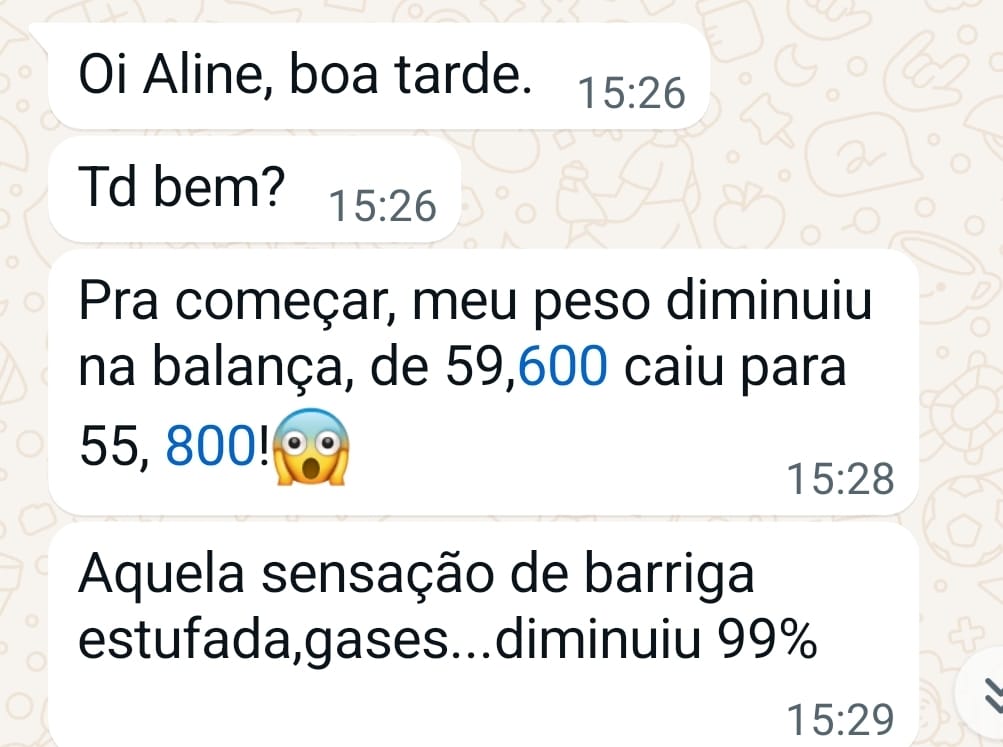 Oi Aline, boa tarde. 15:26
Td bem? 15:26
Pra começar, meu peso diminuiu
na balança, de 59,600 caiu para
55, 800!😱
15:28
Aquela sensação de barriga
estufada,gases...diminuiu 99%
15:29